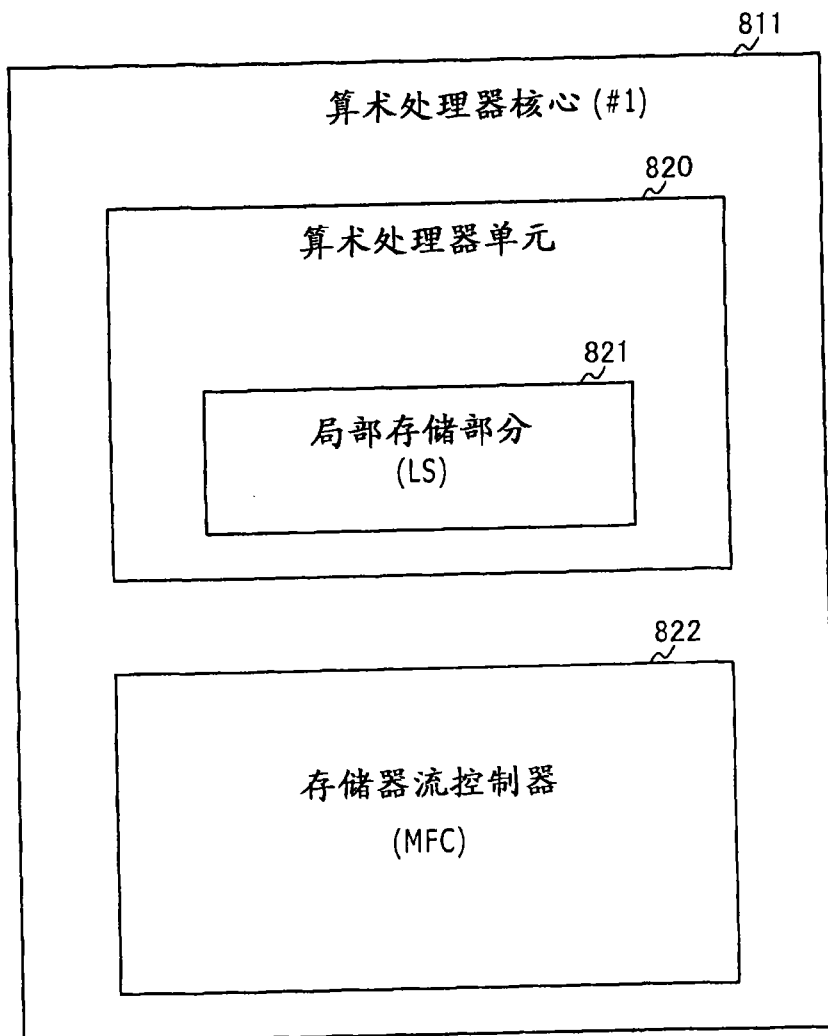 811
算术处理器核心 (#1)
820
算术处理器单元
821
局部存储部分
(LS)
822
存储器流控制器
(MFC)